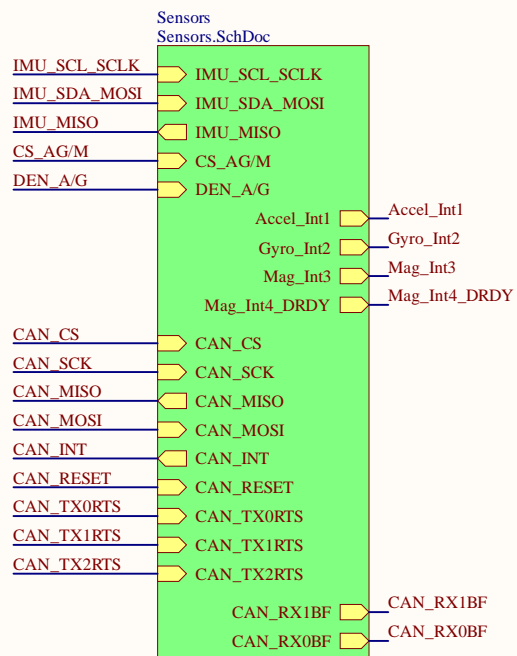 Sensors
Sensors.SchDoc
IMU_SCL_SCLK IMU_SCL_SCLK
IMU_SDA_MOSI IMU_SDA_MOSI
IMU_MISO IMU_MISO
CS_AG/M CS_AG/M
DEN_A/G DEN_A/G
Accel_Int1 Accel_Int1
Gyro_Int2 Gyro_Int2
Mag_Int3 Mag_Int3
Mag_Int4_DRDY Mag_Int4_DRDY
CAN_CS CAN_CS
CAN_SCK CAN_SCK
CAN_MISO CAN_MISO
CAN_MOSI CAN_MOSI
CAN_INT CAN_INT
CAN_RESET CAN_RESET
CAN_TX0RTS CAN_TX0RTS
CAN_TX1RTS CAN_TX1RTS
CAN_TX2RTS CAN_TX2RTS
CAN_RX1BF CAN_RX1BF
CAN_RX0BF CAN_RX0BF